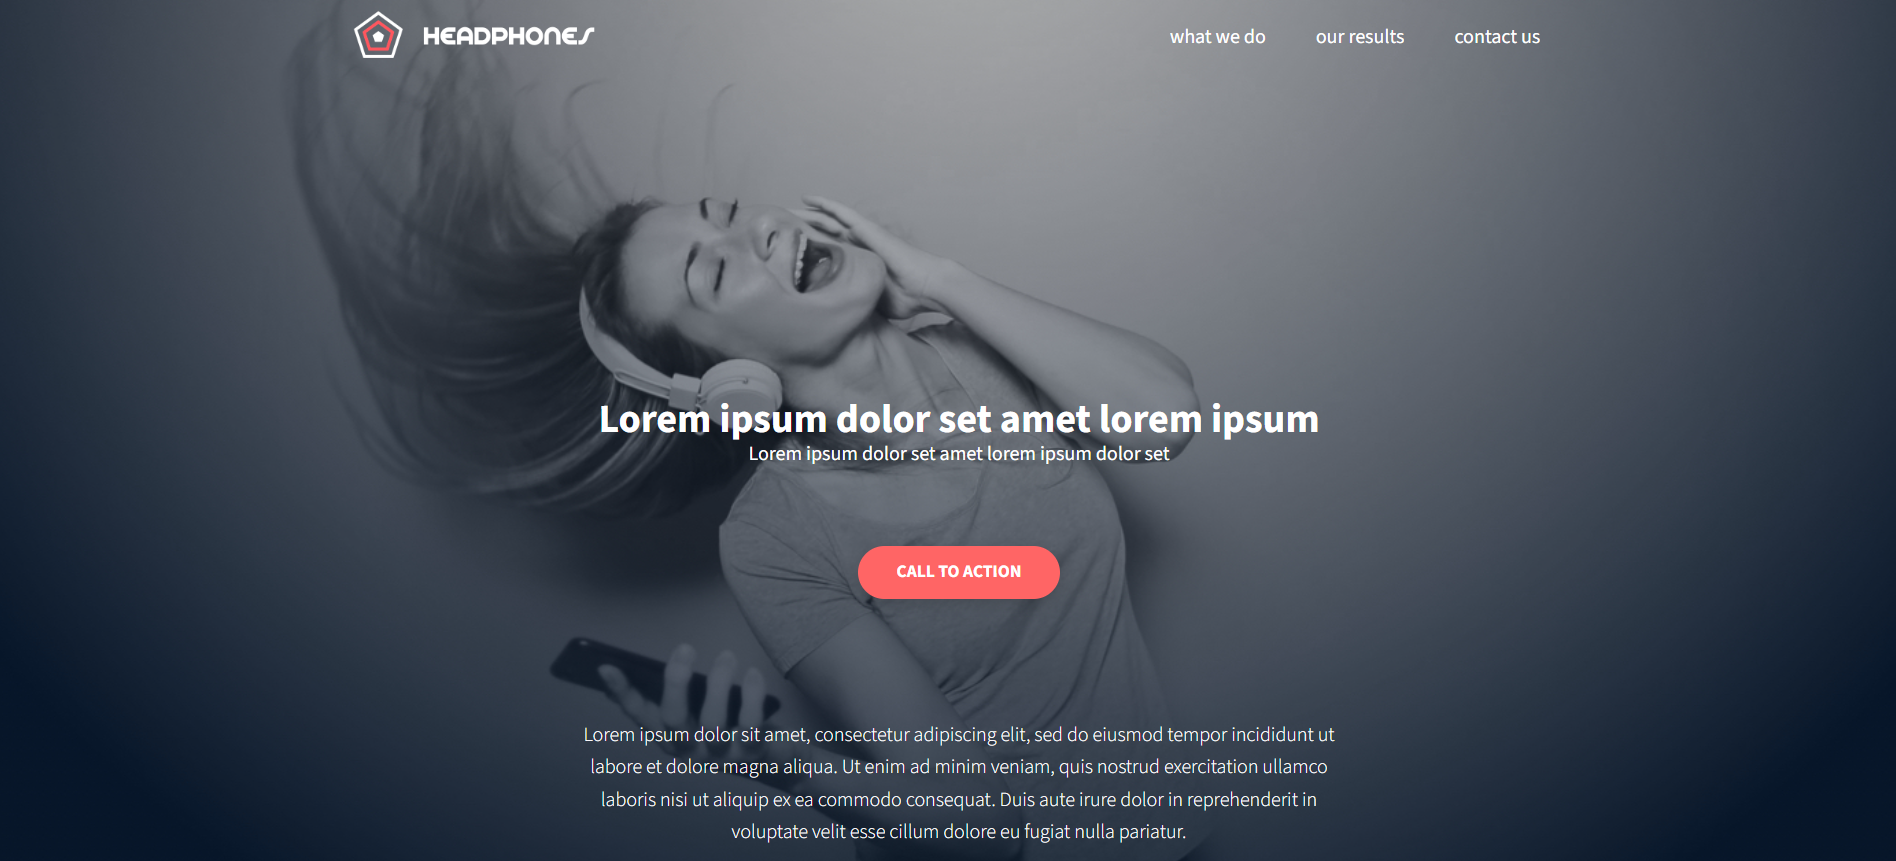 HEADPHONES
what we do our results contact us
Lorem ipsum dolor set amet lorem ipsum
Lorem ipsum dolor set amet lorem ipsum dolor set
CALL TO ACTION
Lorem ipsum dolor sit amet, consectetur adipiscing elit, sed do eiusmod tempor incididunt ut
labore et dolore magna aliqua. Ut enim ad minim veniam, quis nostrud exercitation ullamco
laboris nisi ut aliquip ex ea commodo consequat. Duis aute irure dolor in reprehenderit in
voluptate velit esse cillum dolore eu fugiat nulla pariatur.